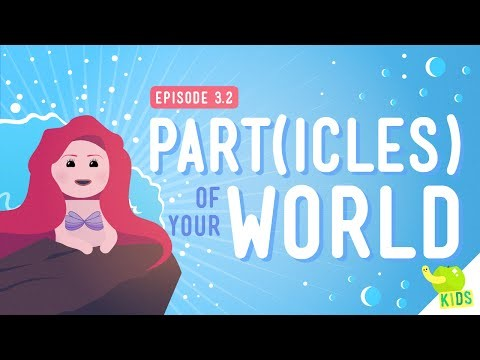 EPISODE 3.2
PART(ICLES)
OF
YOUR
WORLD
KIDS